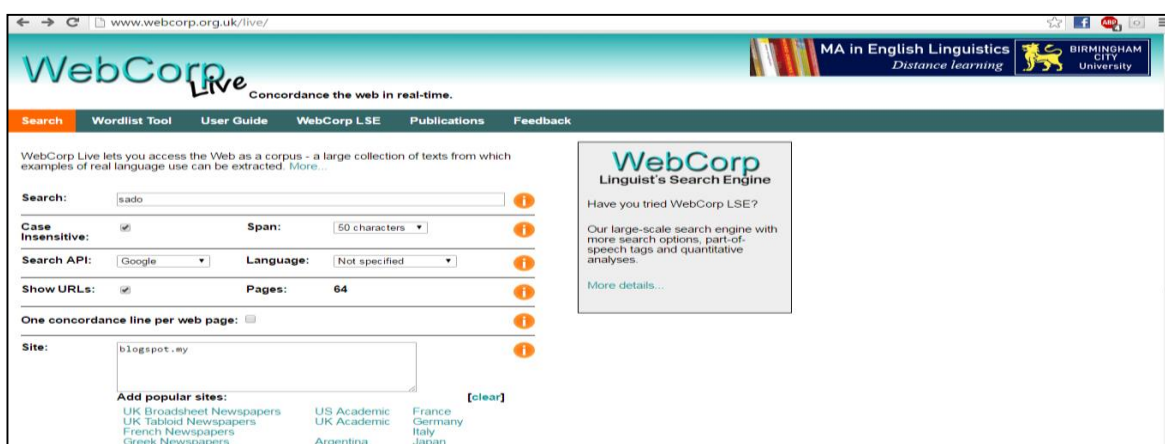 www.webcorp.org.uk/live/
WebCorp Live
Concordance the web in real-time.
MA in English Linguistics
Distance learning
BIRMINGHAM CITY University
Search Wordlist Tool User Guide WebCorp LSE Publications Feedback
WebCorp Live lets you access the Web as a corpus - a large collection of texts from which
examples of real language use can be extracted. More...
Search: sado
Case Insensitive: Span: 50 characters
Search API: Google Language: Not specified
Show URLs: Pages: 64
One concordance line per web page:
Site: blogspot.my
Add popular sites: [clear]
UK Broadsheet Newspapers US Academic France
UK Tabloid Newspapers UK Academic Germany
French Newspapers Italy
Greek Newspapers Argentina Japan
WebCorp
Linguist's Search Engine
Have you tried WebCorp LSE?
Our large-scale search engine with
more search options, part-of-
speech tags and quantitative
analyses.
More details...